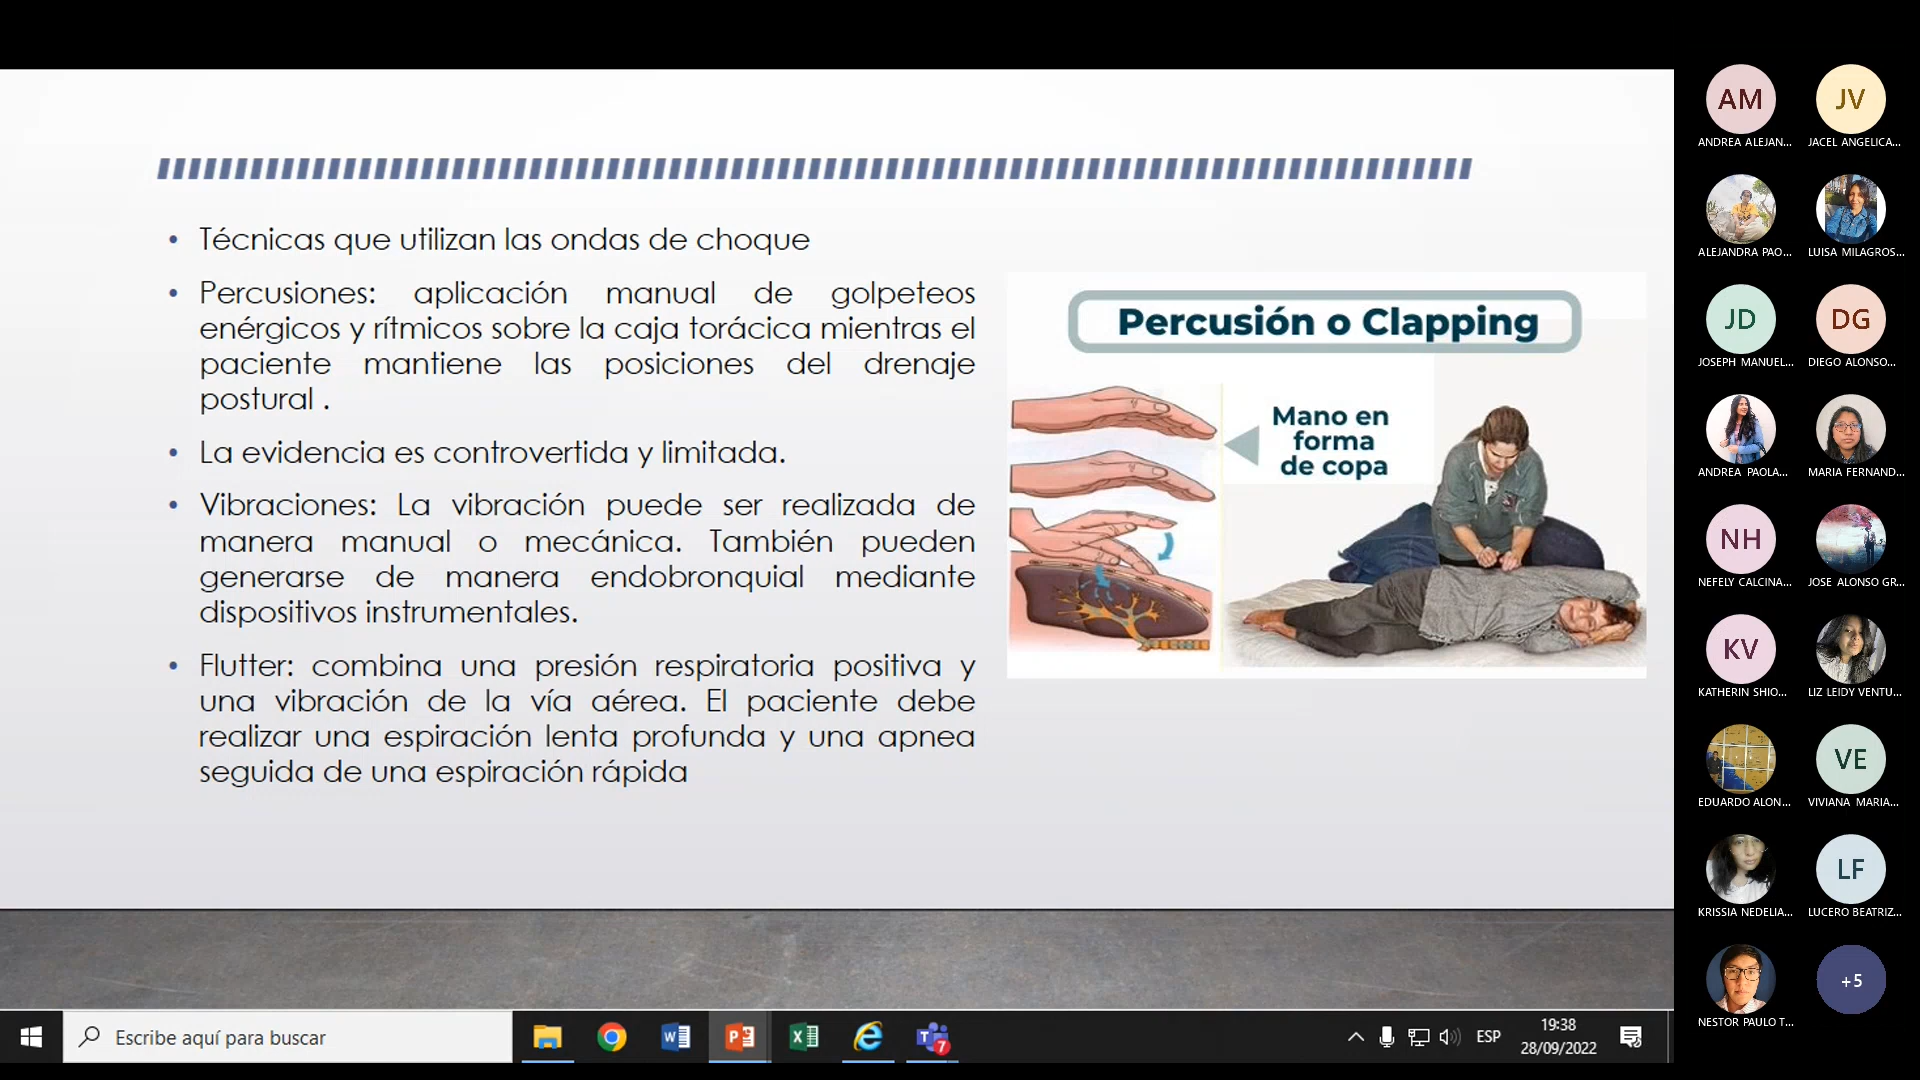 Técnicas que utilizan las ondas de choque
Percusiones: aplicación manual de golpeteos
enérgicos y rítmicos sobre la caja torácica mientras el
paciente mantiene las posiciones del drenaje
postural .
La evidencia es controvertida y limitada.
Vibraciones: La vibración puede ser realizada de
manera manual o mecánica. También pueden
generarse de manera endobronquial mediante
dispositivos instrumentales.
Flutter: combina una presión respiratoria positiva y
una vibración de la vía aérea. El paciente debe
realizar una espiración lenta profunda y una apnea
seguida de una espiración rápida
Percusión o Clapping
Mano en
forma
de copa
AM
ANDREA ALEJAN...
JV
JACEL ANGELICA...
ALEJANDRA PAO...
LUISA MILAGROS...
JD
JOSEPH MANUEL...
DG
DIEGO ALONSO...
ANDREA PAOLA...
MARIA FERNAND...
NH
NEFELY CALCINA...
JOSE ALONSO GR...
KV
KATHERIN SHIO...
LIZ LEIDY VENTU...
EDUARDO ALON...
VE
VIVIANA MARIA...
KRISSIA NEDELIA...
LF
LUCERO BEATRIZ...
NESTOR PAULO T...
+5
Escribe aquí para buscar
7
ESP
19:38
28/09/2022